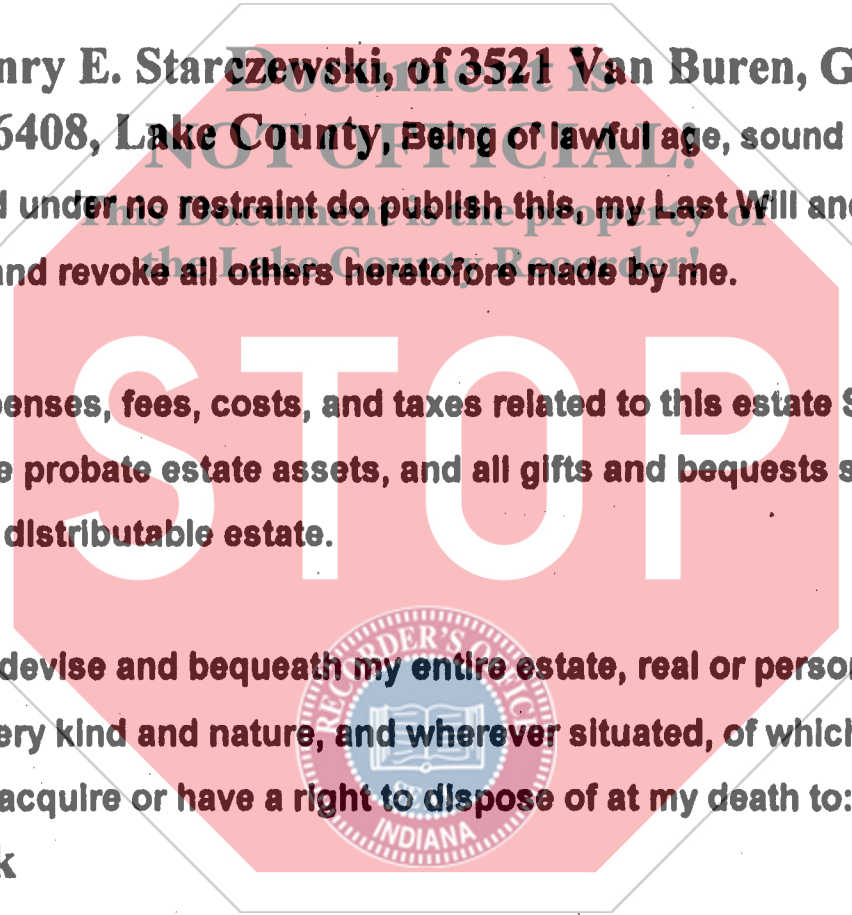 nry E. Starczewski, of 3521 Van Buren, G
6408, Lake County, Being of lawful age, sound
d under no restraint do publish this, my Last Will and
and revoke all others heretofore made by me.
Document is
NOT OFFICIAL!
This Document is the property of
the Lake County Recorder!
penses, fees, costs, and taxes related to this estate S
e probate estate assets, and all gifts and bequests s
distributable estate.
STOP
devise and bequeath my entire estate, real or person
ery kind and nature, and wherever situated, of which
acquire or have a right to dispose of at my death to:
k
RECORDER'S OFFICE
SEAL
INDIANA